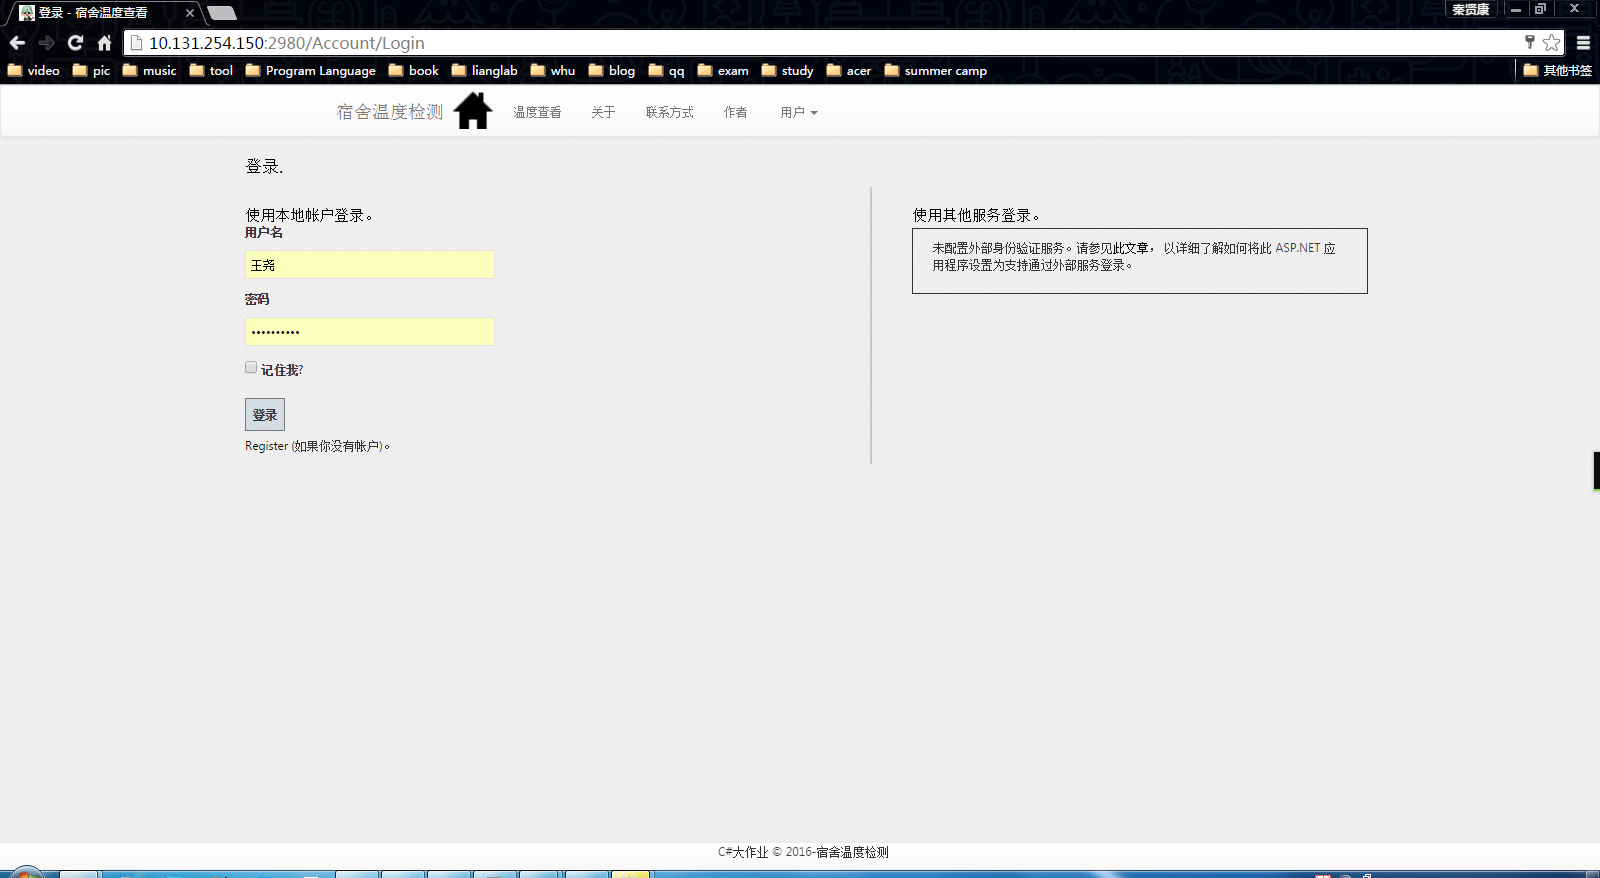 登录 - 宿舍温度查看
秦贤康
10.131.254.150:2980/Account/Login
video pic music tool Program Language book lianglab whu blog qq exam study acer summer camp 其他书签
宿舍温度检测 温度查看 关于 联系方式 作者 用户
登录.
使用本地帐户登录。
用户名
王尧
密码
••••••••••
记住我?
登录
Register (如果你没有帐户)。
使用其他服务登录。
未配置外部身份验证服务。请参见此文章， 以详细了解如何将此 ASP.NET 应
用程序设置为支持通过外部服务登录。
C#大作业 © 2016-宿舍温度检测